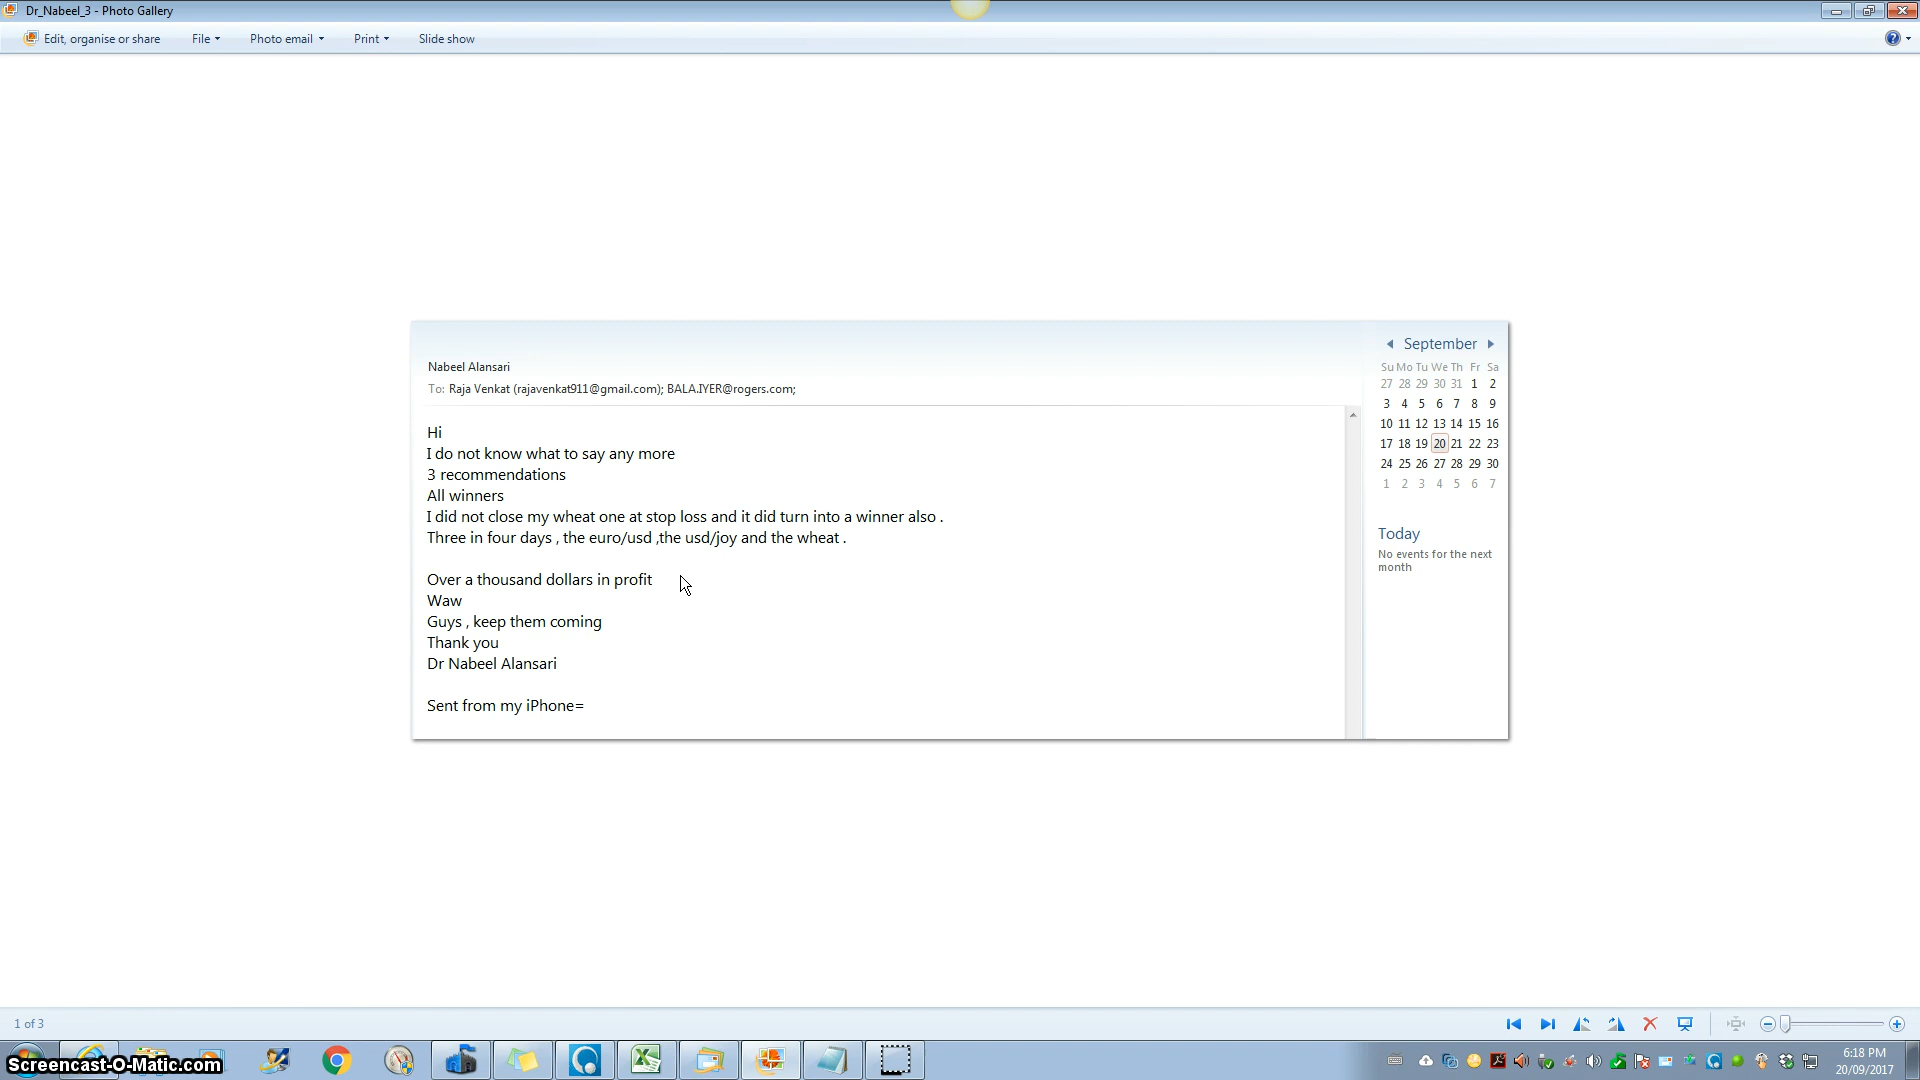 Dr_Nabeel_3 - Photo Gallery
Edit, organise or share File Photo email Print Slide show
Nabeel Alansari
To: Raja Venkat (rajavenkat911@gmail.com); BALA.IYER@rogers.com;
Hi
I do not know what to say any more
3 recommendations
All winners
I did not close my wheat one at stop loss and it did turn into a winner also .
Three in four days , the euro/usd ,the usd/joy and the wheat .
Over a thousand dollars in profit
Waw
Guys , keep them coming
Thank you
Dr Nabeel Alansari
Sent from my iPhone=
September
Su Mo Tu We Th Fr Sa
27 28 29 30 31 1 2
3 4 5 6 7 8 9
10 11 12 13 14 15 16
17 18 19 20 21 22 23
24 25 26 27 28 29 30
1 2 3 4 5 6 7
Today
No events for the next
month
1 of 3
Screencast-O-Matic.com
6:18 PM
20/09/2017